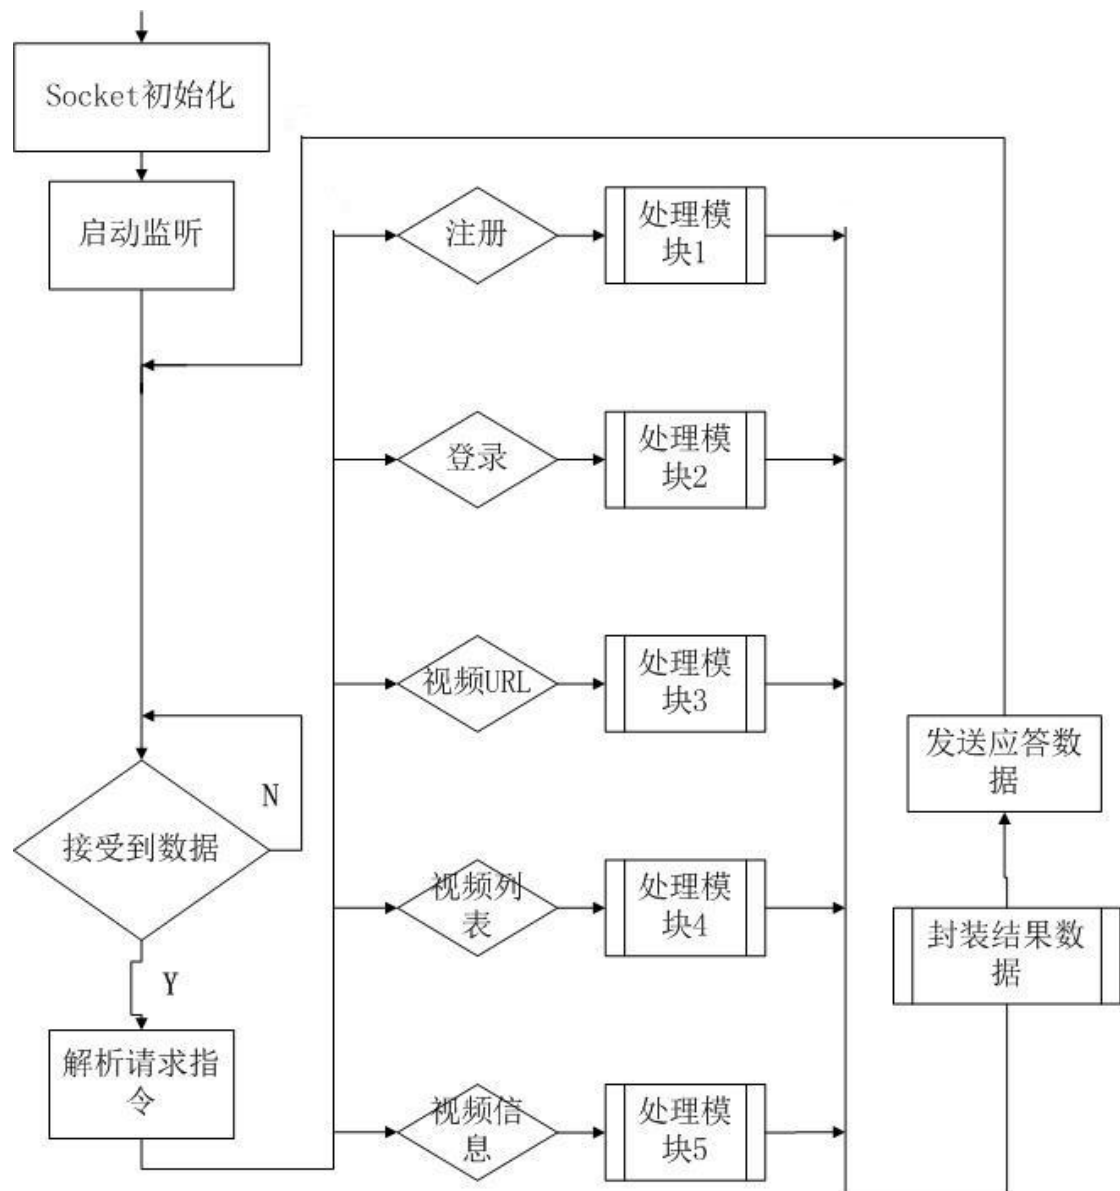 Socket初始化
启动监听
接受到数据
N
Y
解析请求指
令
注册
处理模
块1
登录
处理模
块2
视频URL
处理模
块3
视频列
表
处理模
块4
视频信
息
处理模
块5
发送应答数
据
封装结果数
据